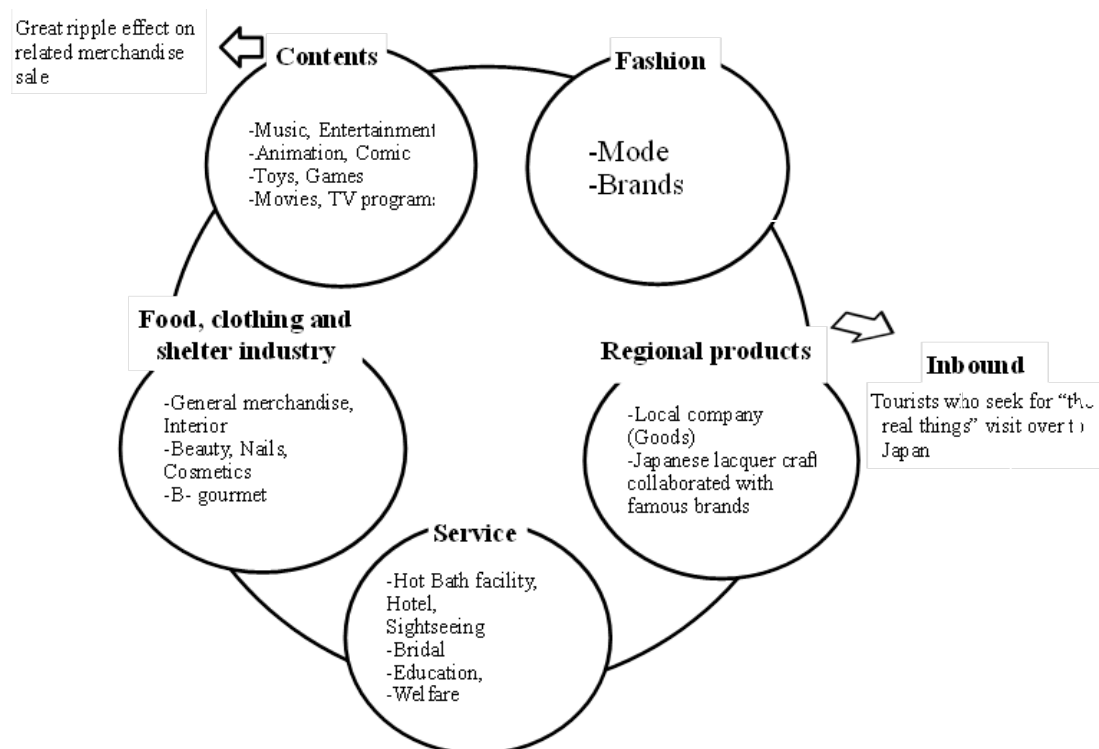 Great ripple effect on
related merchandise
sale
Contents
-Music, Entertainment
-Animation, Comic
-Toys, Games
-Movies, TV programs
Fashion
-Mode
-Brands
Food, clothing and
shelter industry
-General merchandise,
Interior
-Beauty, Nails,
Cosmetics
-B- gourmet
Regional products
-Local company
(Goods)
-Japanese lacquer craft
collaborated with
famous brands
Inbound
Tourists who seek for “the
real things” visit over to
Japan
Service
-Hot Bath facility,
Hotel,
Sightseeing
-Bridal
-Education,
-Welfare